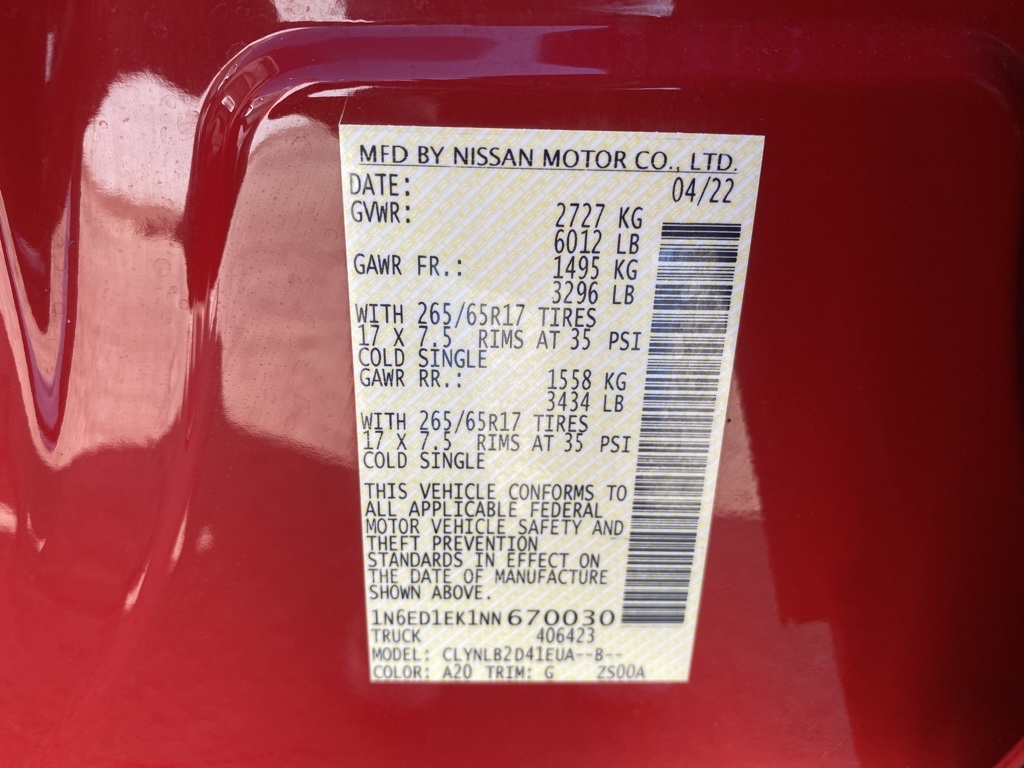 MFD BY NISSAN MOTOR CO., LTD.
DATE: 04/22
GVWR: 2727 KG
6012 LB
GAWR FR.: 1495 KG
3296 LB
WITH 265/65R17 TIRES
17 X 7.5 RIMS AT 35 PSI
COLD SINGLE
GAWR RR.: 1558 KG
3434 LB
WITH 265/65R17 TIRES
17 X 7.5 RIMS AT 35 PSI
COLD SINGLE
THIS VEHICLE CONFORMS TO
ALL APPLICABLE FEDERAL
MOTOR VEHICLE SAFETY AND
THEFT PREVENTION
STANDARDS IN EFFECT ON
THE DATE OF MANUFACTURE
SHOWN ABOVE.
1N6ED1EK1NN670030
TRUCK 406423
MODEL: CLYNLB2D41EUA--B--
COLOR: A20 TRIM: G ZS00A